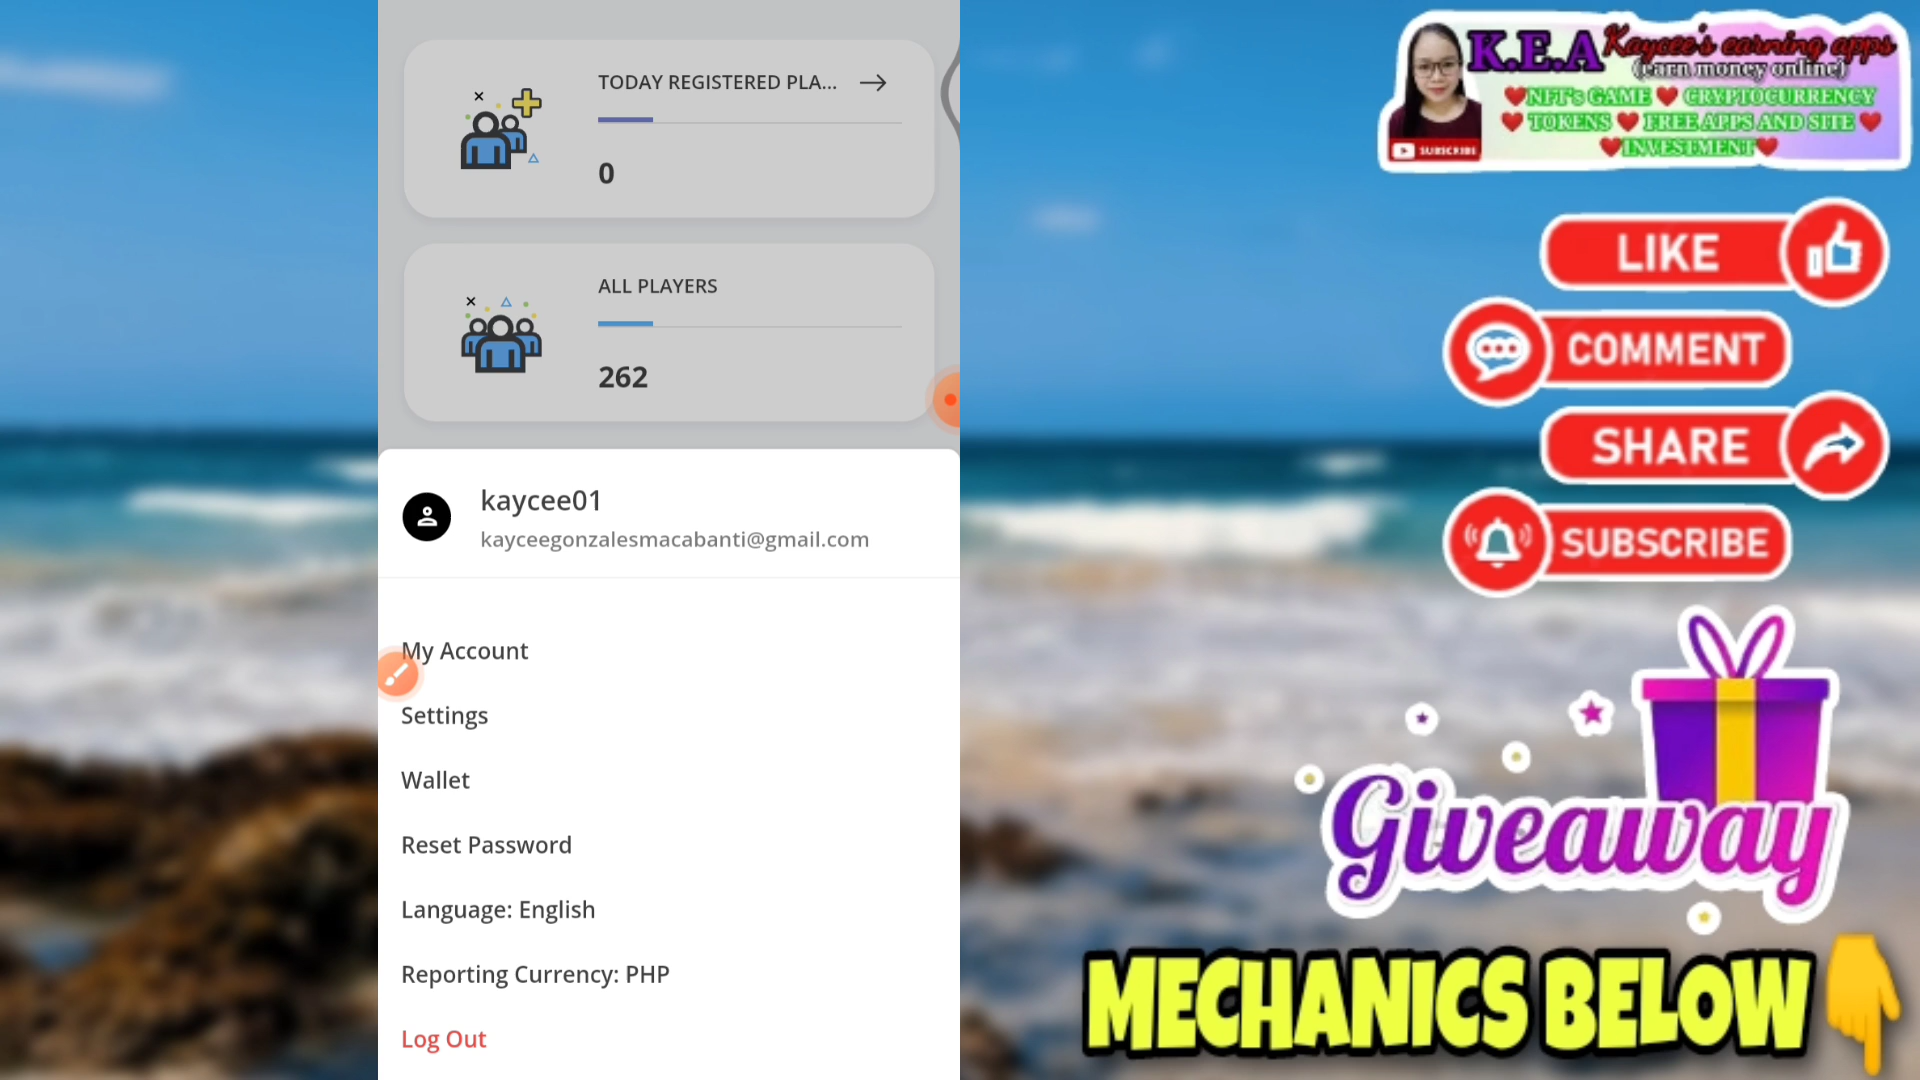 TODAY REGISTERED PLA...
0
ALL PLAYERS
262
kaycee01
kayceegonzalesmacabanti@gmail.com
My Account
Settings
Wallet
Reset Password
Language: English
Reporting Currency: PHP
Log Out
K.E.A Kaycee's earning apps
(earn money online)
❤NFT's GAME ❤ CRYPTOCURRENCY
❤ TOKENS ❤ FREE APPS AND SITE ❤
❤INVESTMENT❤
SUBSCRIBE
LIKE
COMMENT
SHARE
SUBSCRIBE
Giveaway
MECHANICS BELOW👇